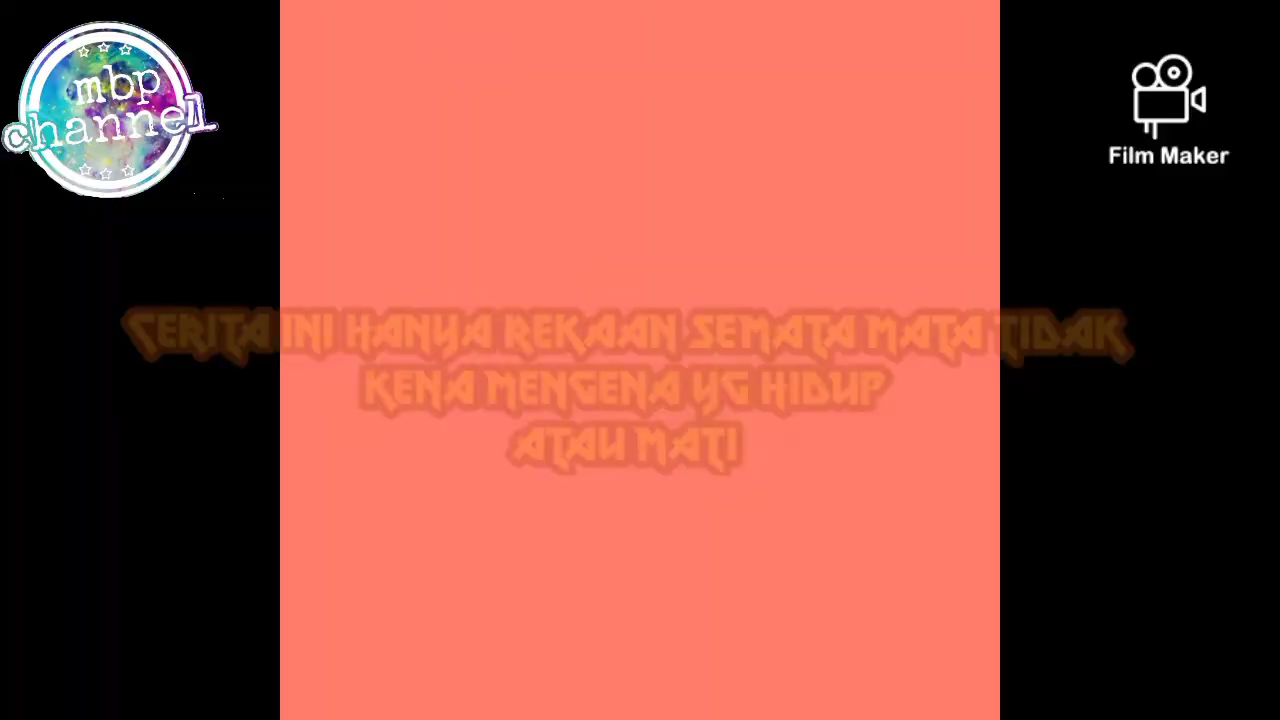 mbp
channel
Film Maker
CERITA INI HANYA REKAAN SEMATA MATA TIDAK
KENA MENGENA YG HIDUP
ATAU MATI